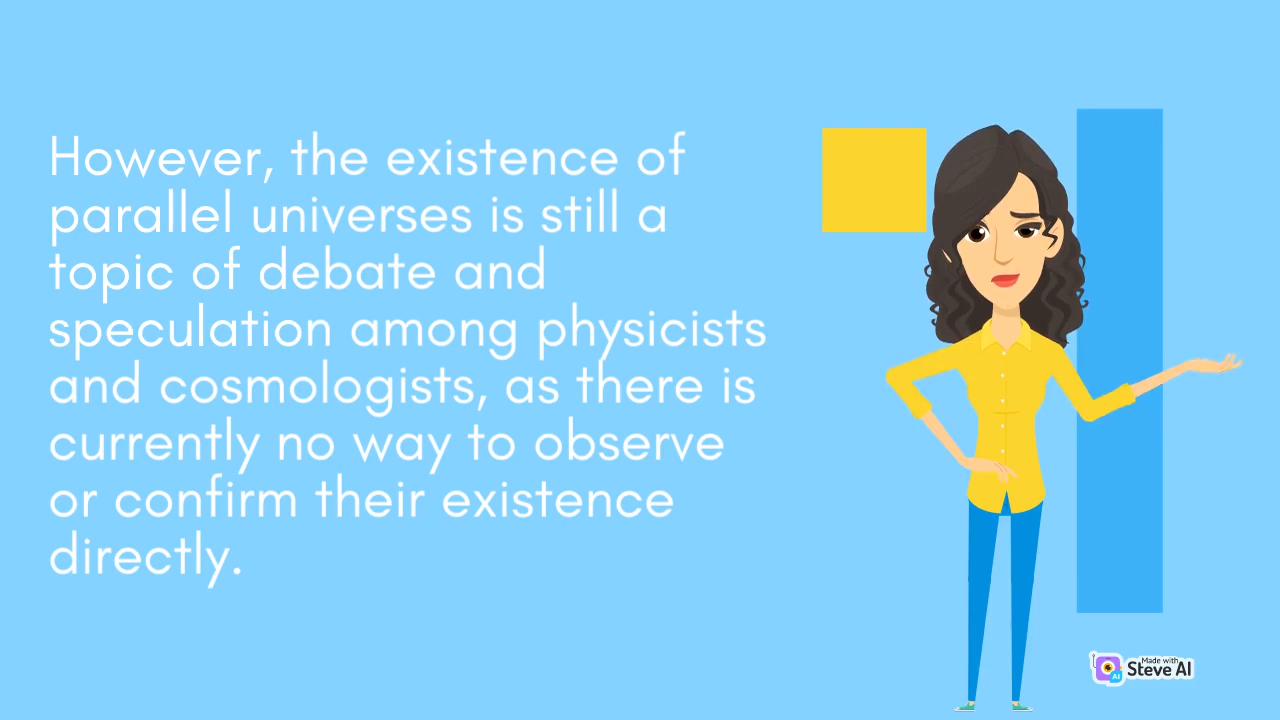 However, the existence of
parallel universes is still a
topic of debate and
speculation among physicists
and cosmologists, as there is
currently no way to observe
or confirm their existence
directly.
Made with
Steve AI
AI